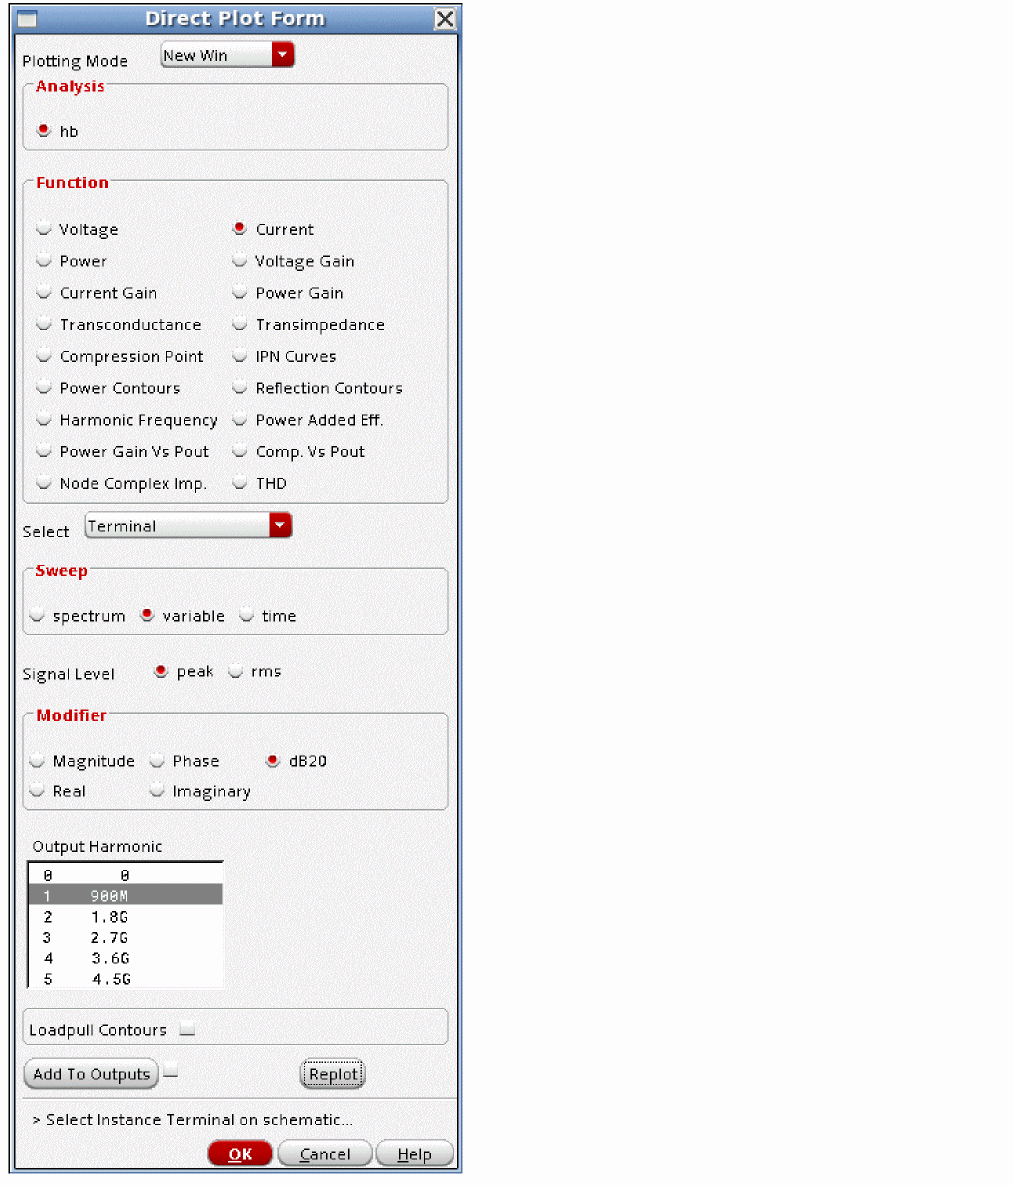 Direct Plot Form
Plotting Mode New Win
Analysis
hb
Function
Voltage Current
Power Voltage Gain
Current Gain Power Gain
Transconductance Transimpedance
Compression Point IPN Curves
Power Contours Reflection Contours
Harmonic Frequency Power Added Eff.
Power Gain Vs Pout Comp. Vs Pout
Node Complex Imp. THD
Select Terminal
Sweep
spectrum variable time
Signal Level peak rms
Modifier
Magnitude Phase dB20
Real Imaginary
Output Harmonic
0 0
1 900M
2 1.8G
3 2.7G
4 3.6G
5 4.5G
Loadpull Contours
Add To Outputs Replot
> Select Instance Terminal on schematic...
OK Cancel Help